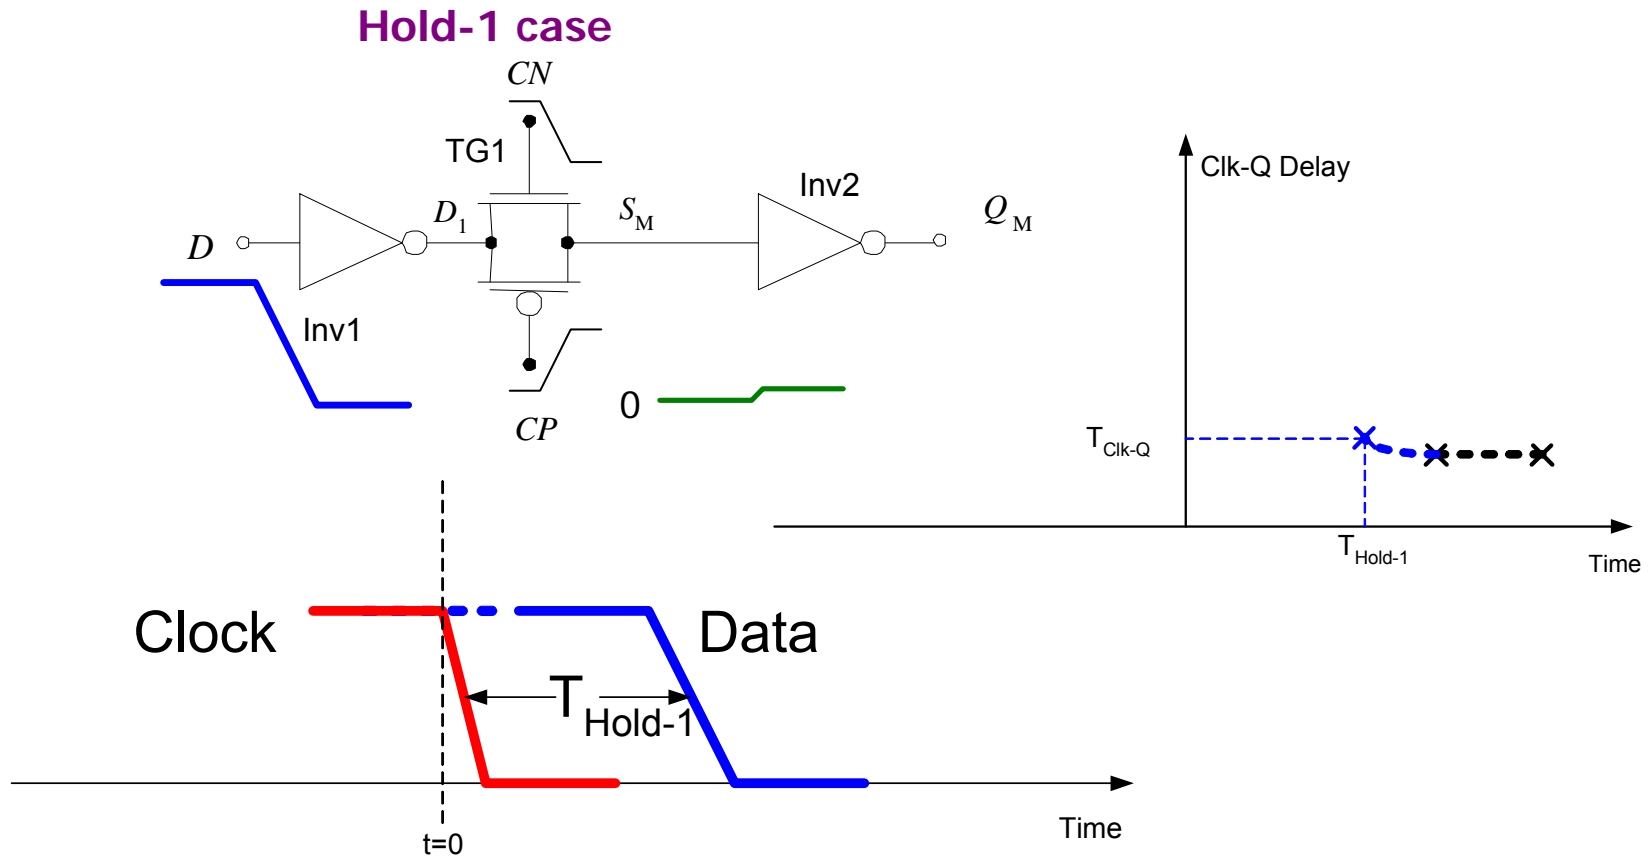 Hold-1 case
CN
TG1
Inv2
D
D1
SM
QM
Inv1
0
CP
Clk-Q Delay
TClk-Q
THold-1
Time
Clock
Data
THold-1
Time
t=0